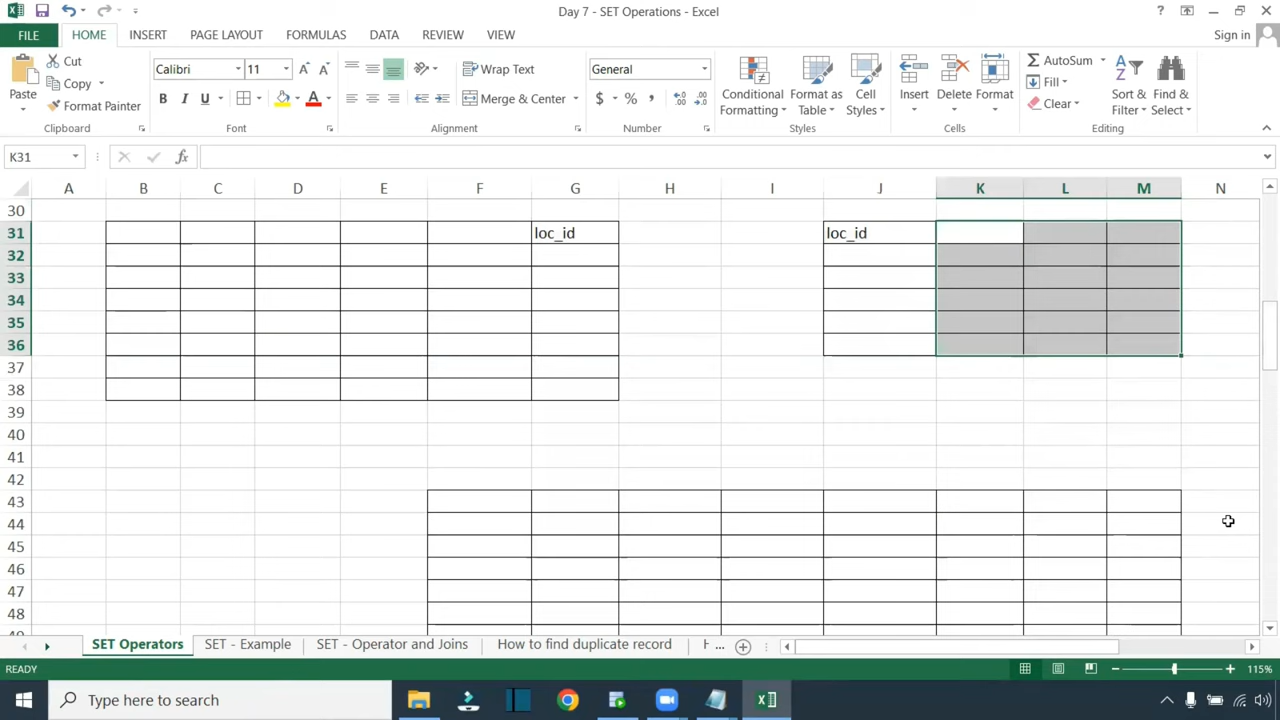 Day 7 - SET Operations - Excel
?
FILE
HOME
INSERT
PAGE LAYOUT
FORMULAS
DATA
REVIEW
VIEW
Sign in
Paste
Cut
Copy
Format Painter
Clipboard
Calibri
11
B I U
Font
Wrap Text
Merge & Center
Alignment
General
$ % ,
Number
Conditional Formatting
Format as Table
Cell Styles
Styles
Insert
Delete
Format
Cells
AutoSum
Fill
Clear
Sort & Filter
Find & Select
Editing
K31
fx
A B C D E F G H I J K L M N
30
31 loc_id loc_id
32
33
34
35
36
37
38
39
40
41
42
43
44
45
46
47
48
SET Operators
SET - Example
SET - Operator and Joins
How to find duplicate record
READY
115%
Type here to search